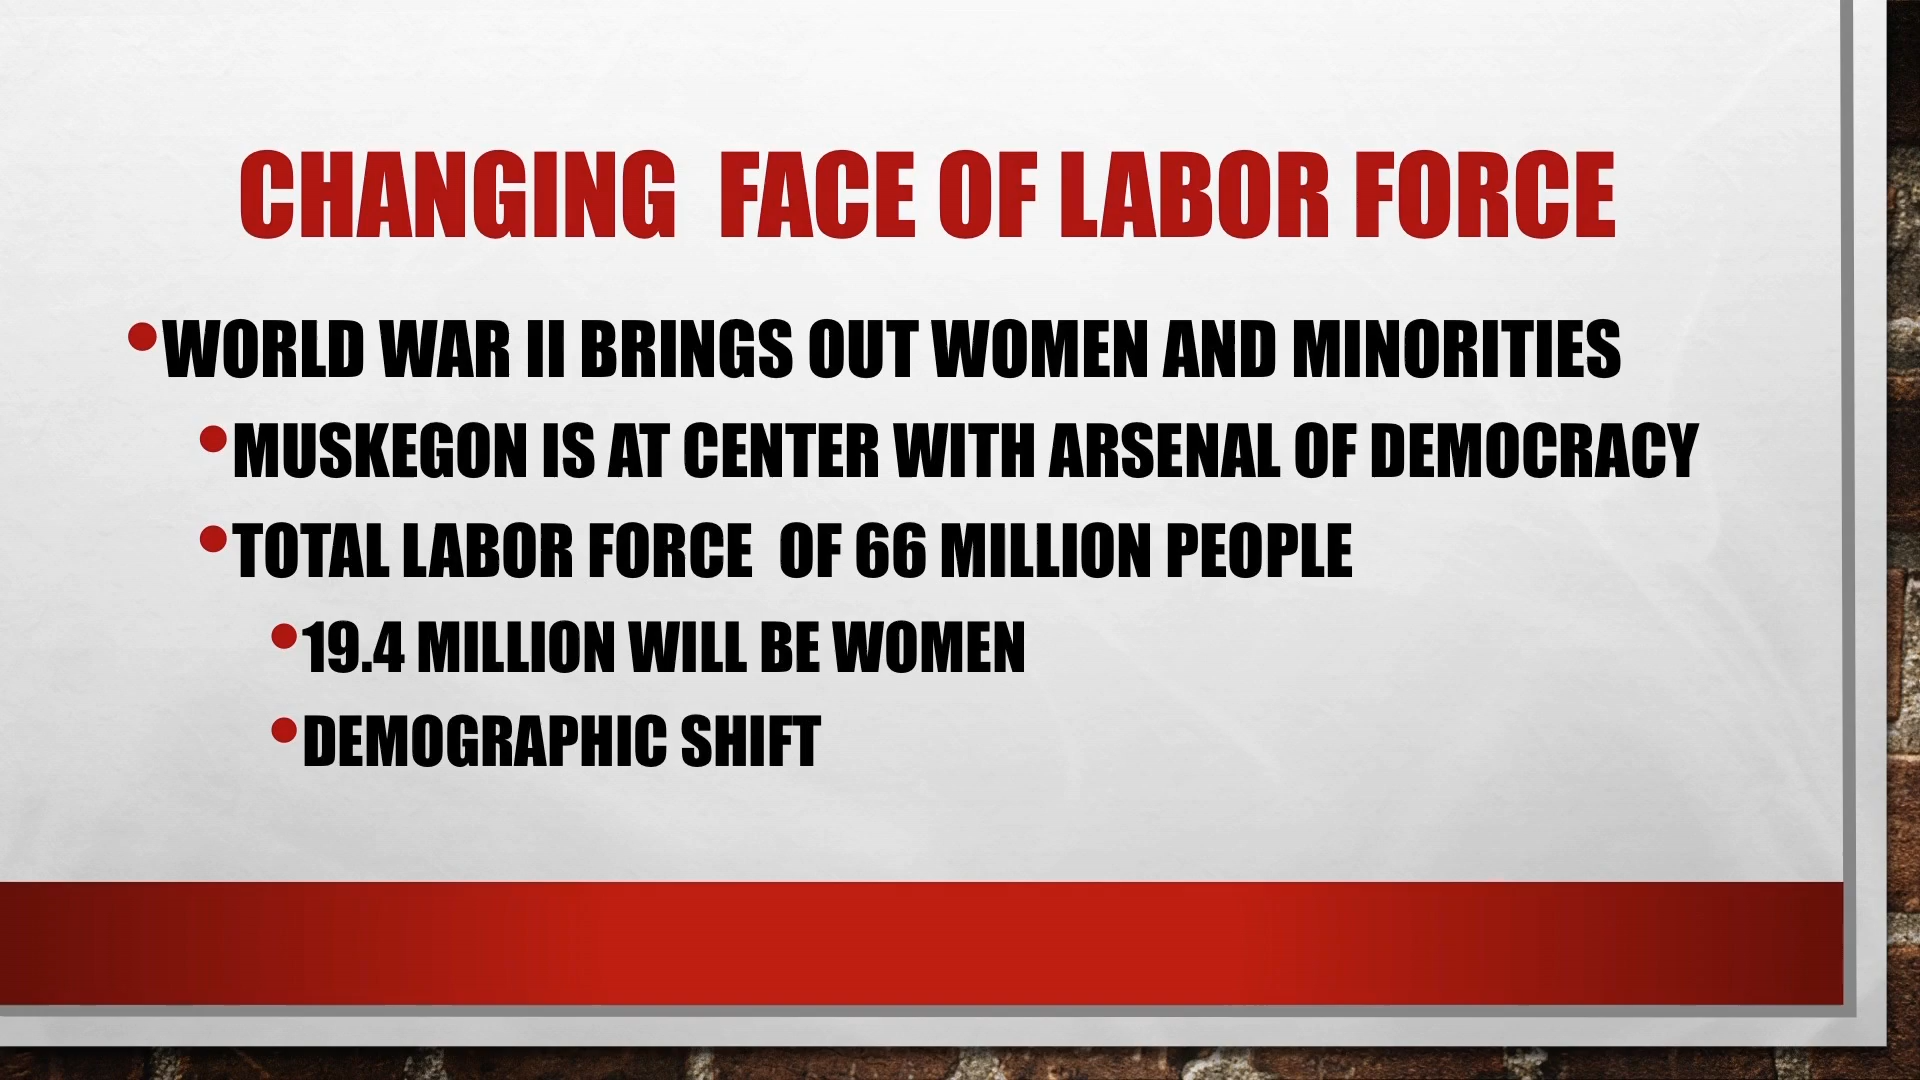 CHANGING  FACE OF LABOR FORCE
•WORLD WAR II BRINGS OUT WOMEN AND MINORITIES
•MUSKEGON IS AT CENTER WITH ARSENAL OF DEMOCRACY
•TOTAL LABOR FORCE  OF 66 MILLION PEOPLE
•19.4 MILLION WILL BE WOMEN
•DEMOGRAPHIC SHIFT